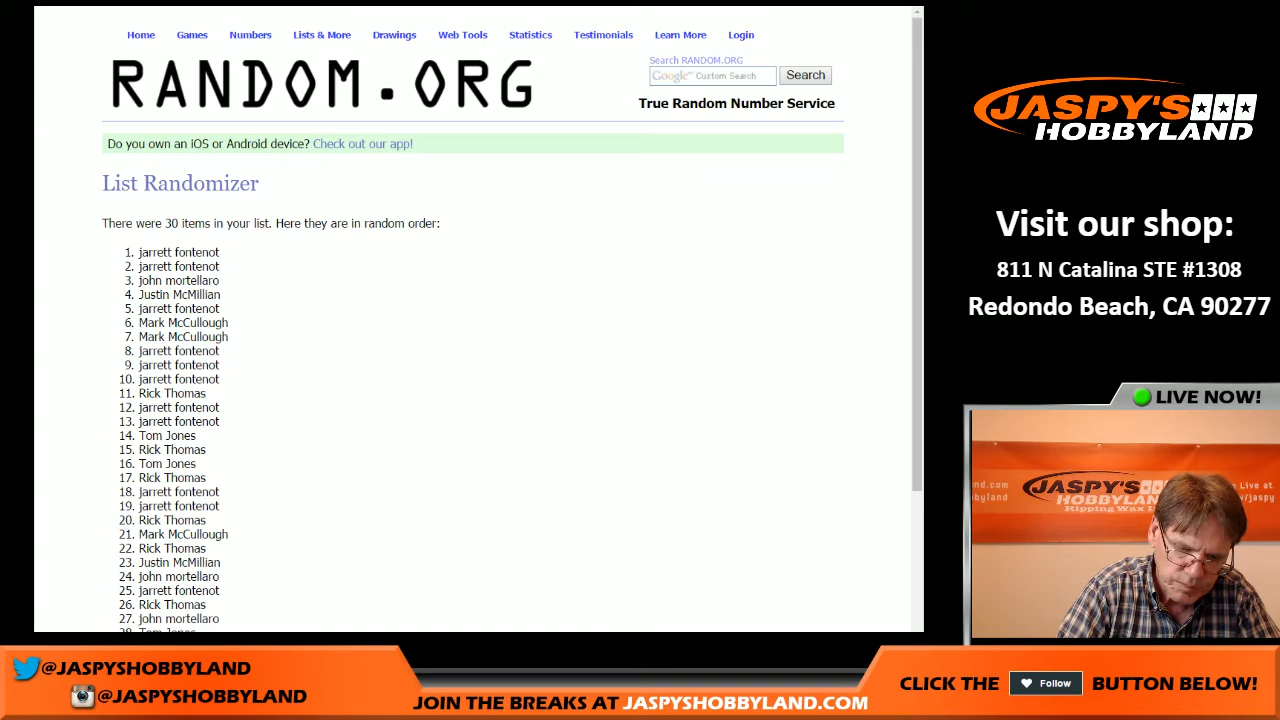 Home Games Numbers Lists & More Drawings Web Tools Statistics Testimonials Learn More Login
RANDOM.ORG
Search RANDOM.ORG
Google™ Custom Search Search
True Random Number Service
Do you own an iOS or Android device? Check out our app!
List Randomizer
There were 30 items in your list. Here they are in random order:
1. jarrett fontenot
2. jarrett fontenot
3. john mortellaro
4. Justin McMillian
5. jarrett fontenot
6. Mark McCullough
7. Mark McCullough
8. jarrett fontenot
9. jarrett fontenot
10. jarrett fontenot
11. Rick Thomas
12. jarrett fontenot
13. jarrett fontenot
14. Tom Jones
15. Rick Thomas
16. Tom Jones
17. Rick Thomas
18. jarrett fontenot
19. jarrett fontenot
20. Rick Thomas
21. Mark McCullough
22. Rick Thomas
23. Justin McMillian
24. john mortellaro
25. jarrett fontenot
26. Rick Thomas
27. john mortellaro
28. Tom Jones
JASPY'S
HOBBYLAND
Visit our shop:
811 N Catalina STE #1308
Redondo Beach, CA 90277
LIVE NOW!
JASPY'S
HOBBYLAND
Ripping Wax
@JASPYSHOBBYLAND
@JASPYSHOBBYLAND
JOIN THE BREAKS AT JASPYSHOBBYLAND.COM
CLICK THE Follow BUTTON BELOW!